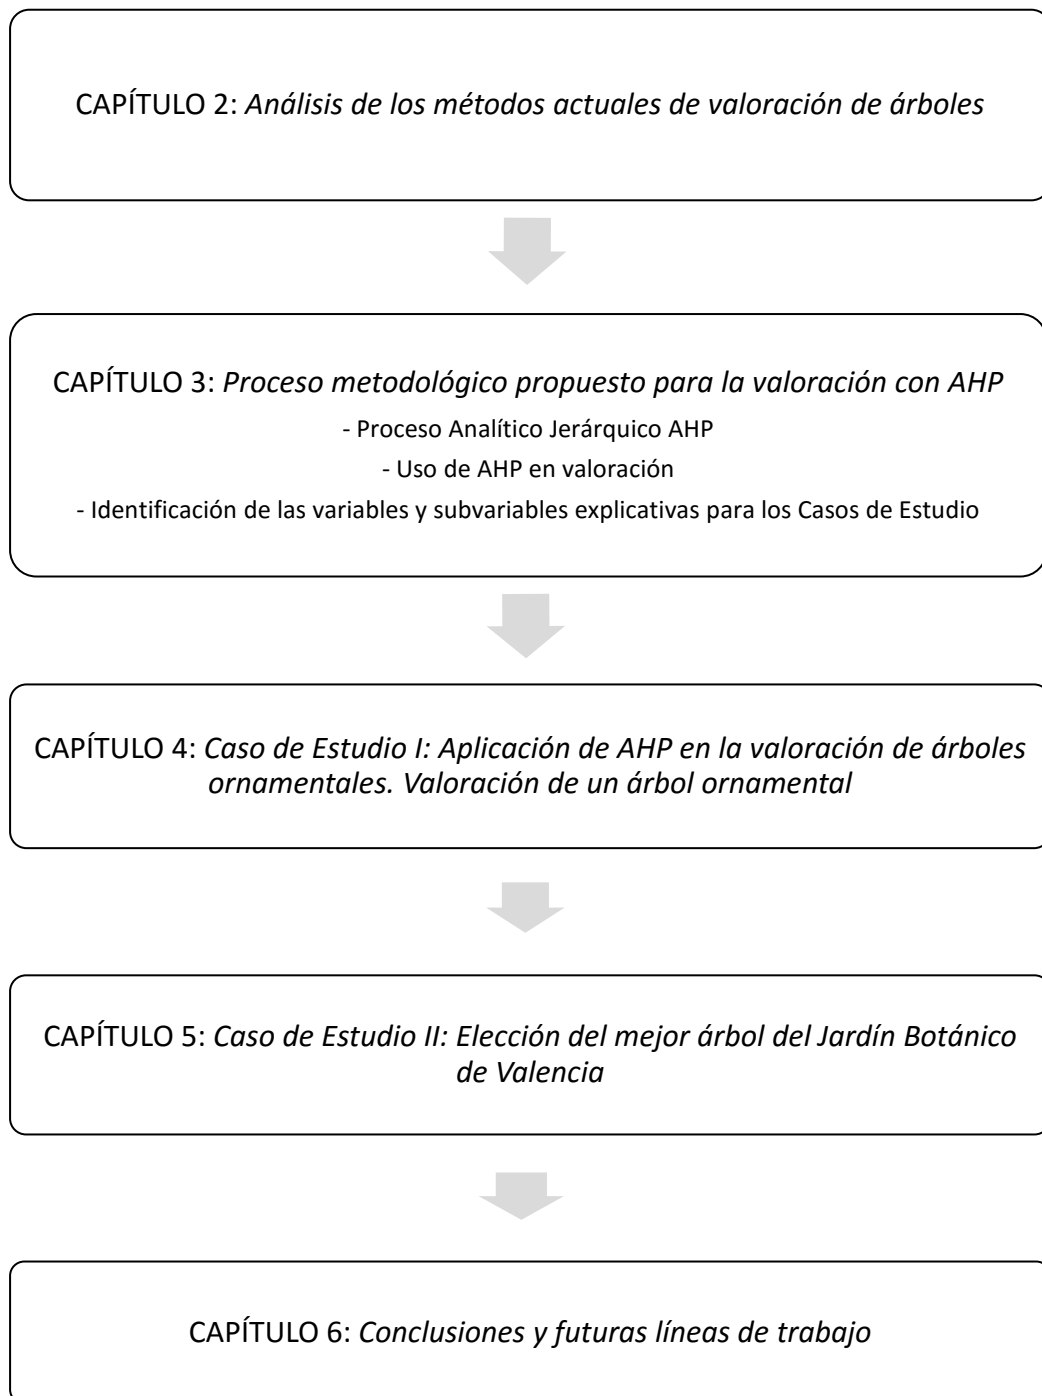 CAPÍTULO 2: Análisis de los métodos actuales de valoración de árboles
CAPÍTULO 3: Proceso metodológico propuesto para la valoración con AHP
- Proceso Analítico Jerárquico AHP
- Uso de AHP en valoración
- Identificación de las variables y subvariables explicativas para los Casos de Estudio
CAPÍTULO 4: Caso de Estudio I: Aplicación de AHP en la valoración de árboles
ornamentales. Valoración de un árbol ornamental
CAPÍTULO 5: Caso de Estudio II: Elección del mejor árbol del Jardín Botánico
de Valencia
CAPÍTULO 6: Conclusiones y futuras líneas de trabajo